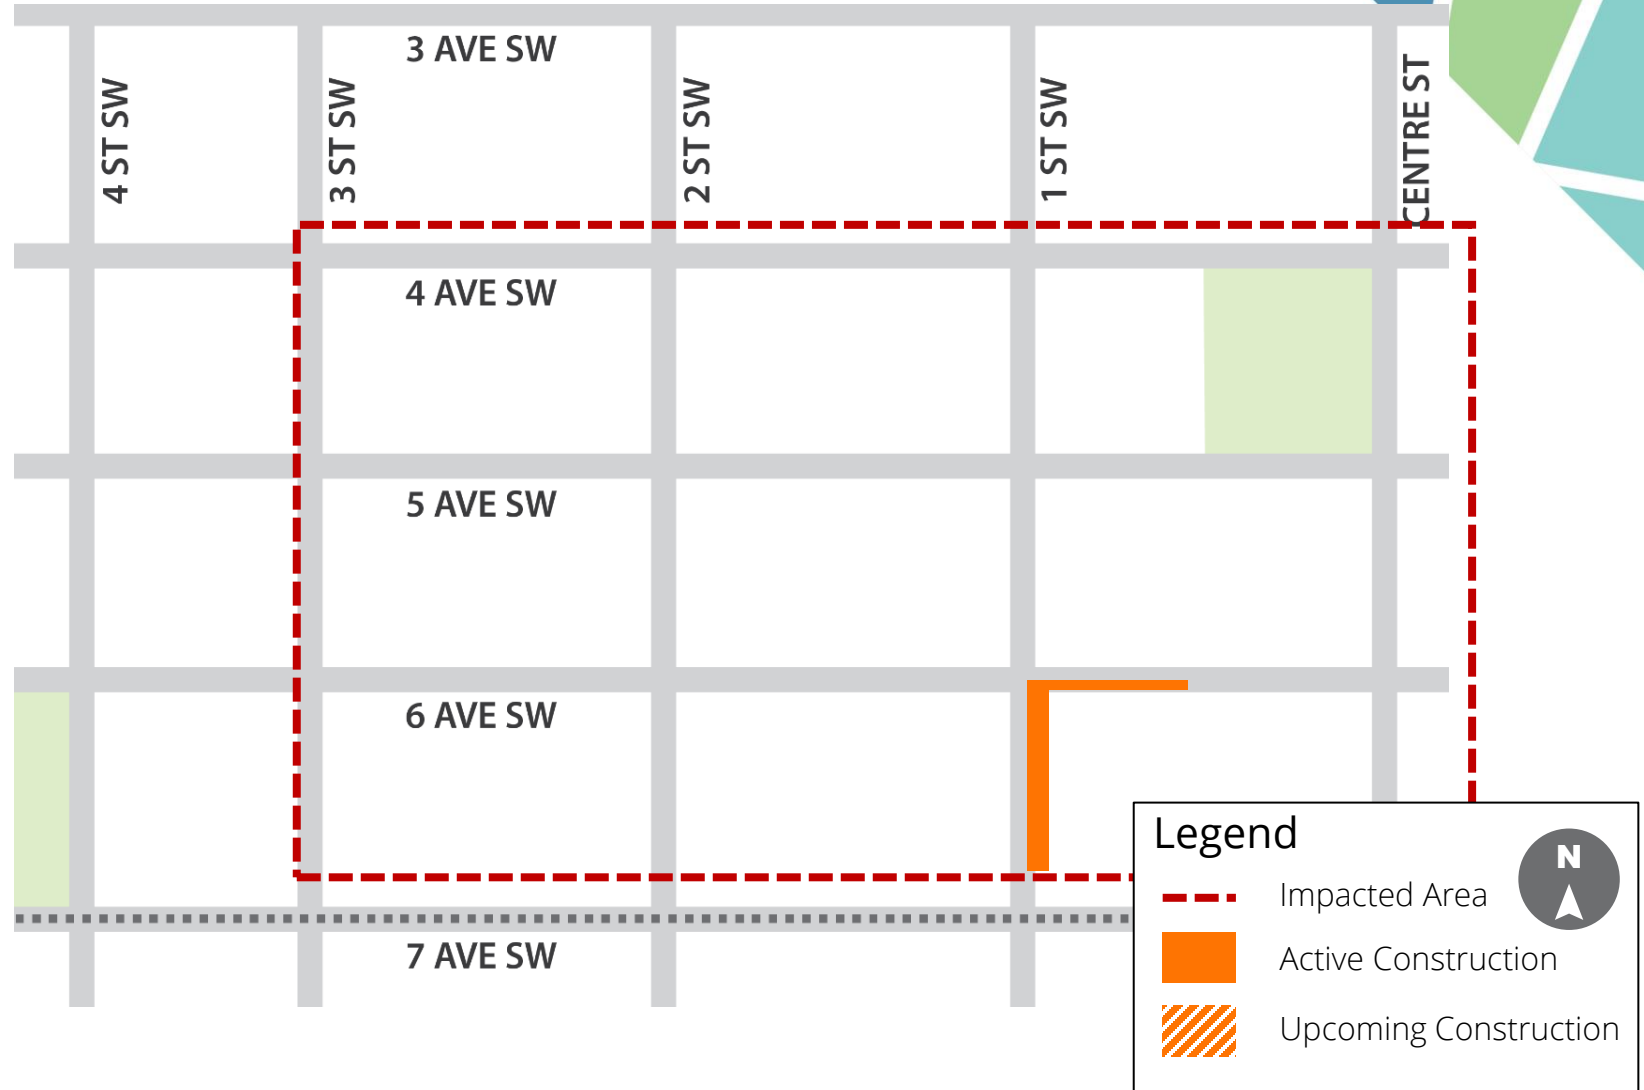 3 AVE SW
4 ST SW
3 ST SW
2 ST SW
1 ST SW
CENTRE ST
4 AVE SW
5 AVE SW
6 AVE SW
7 AVE SW
Legend
N
Impacted Area
Active Construction
Upcoming Construction